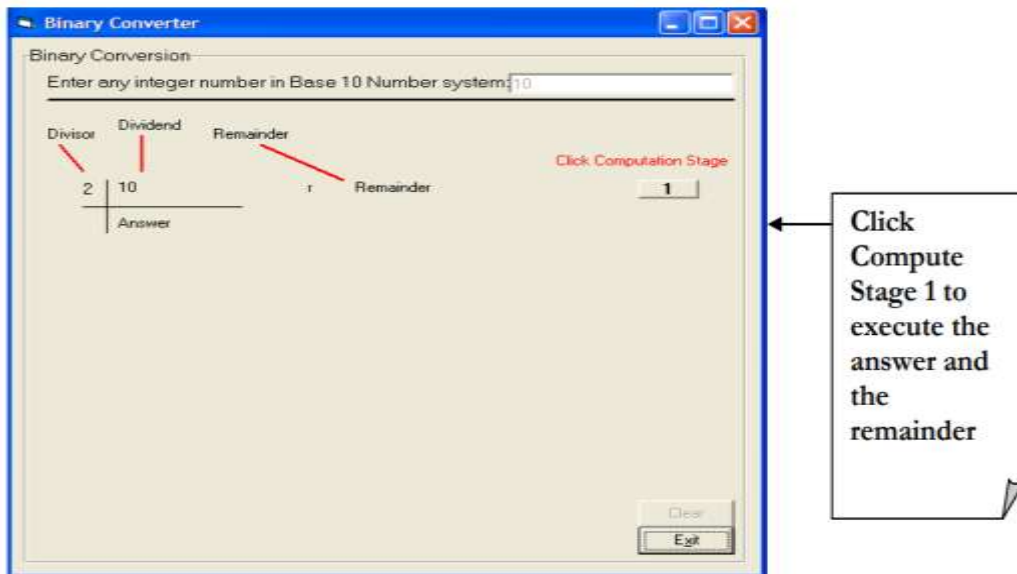 Binary Converter
Binary Conversion
Enter any integer number in Base 10 Number system: 10
Divisor Dividend Remainder
Click Computation Stage
2 10 r Remainder 1
Answer
Clear
Exit
Click
Compute
Stage 1 to
execute the
answer and
the
remainder